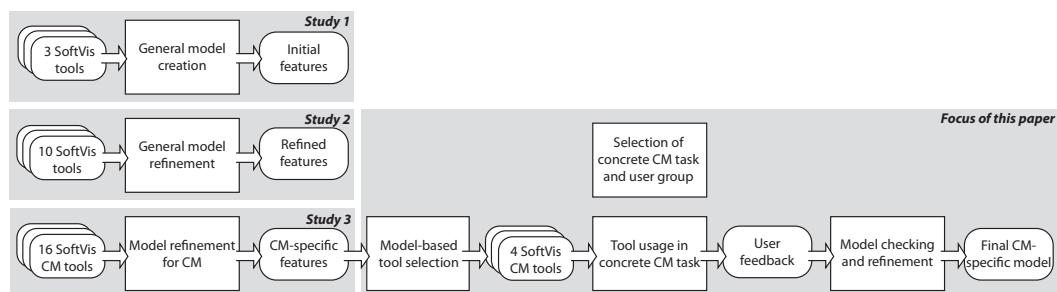 Study 1
3 SoftVis
tools
General model
creation
Initial
features
Study 2
10 SoftVis
tools
General model
refinement
Refined
features
Study 3
16 SoftVis
CM tools
Model refinement
for CM
CM-specific
features
Focus of this paper
Selection of
concrete CM task
and user group
Model-based
tool selection
4 SoftVis
CM tools
Tool usage in
concrete CM task
User
feedback
Model checking
and refinement
Final CM-
specific model